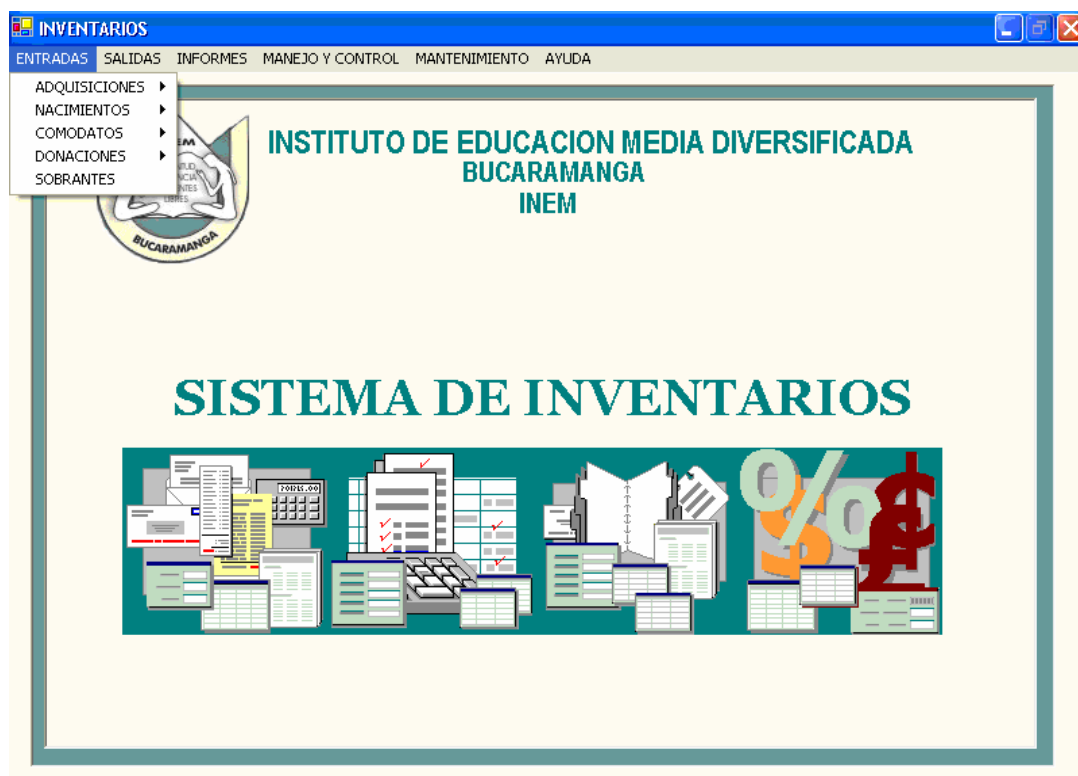 INVENTARIOS
ENTRADAS SALIDAS INFORMES MANEJO Y CONTROL MANTENIMIENTO AYUDA
ADQUISICIONES
NACIMIENTOS
COMODATOS
DONACIONES
SOBRANTES
LIBRES
BUCARAMANGA
INSTITUTO DE EDUCACION MEDIA DIVERSIFICADA
BUCARAMANGA
INEM
SISTEMA DE INVENTARIOS